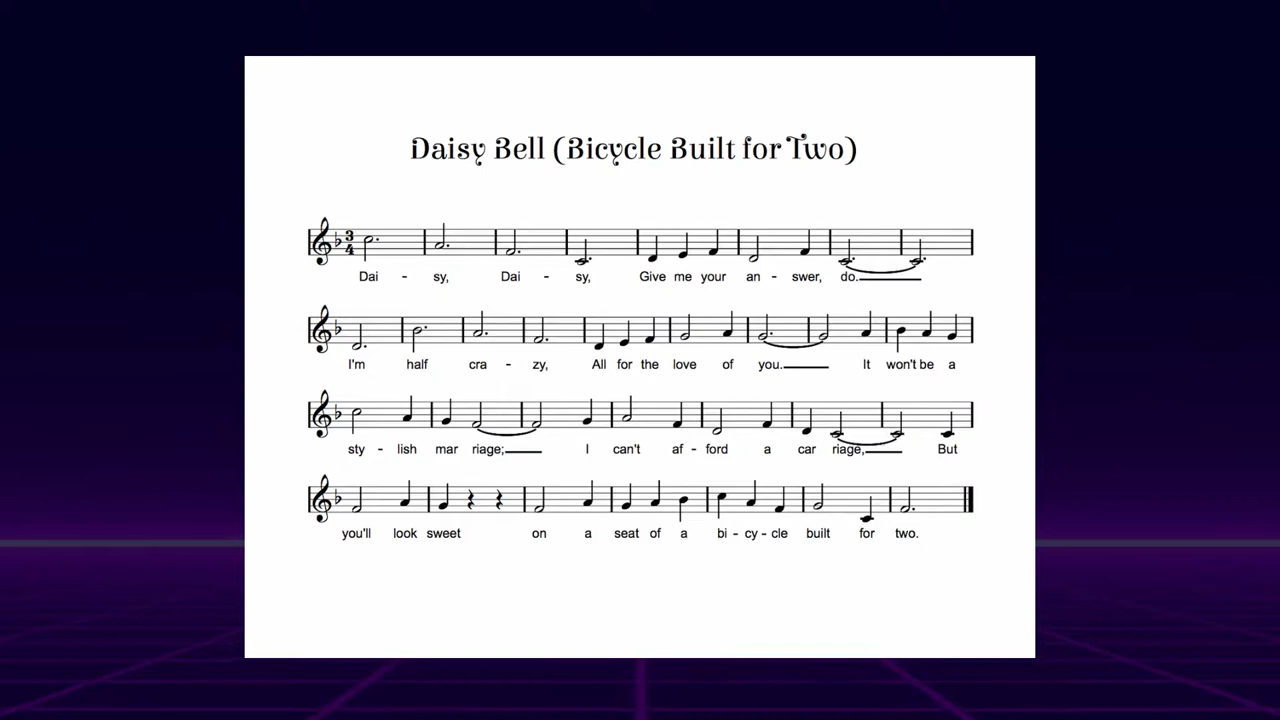 Daisy Bell (Bicycle Built for Two)
3
4
Dai - sy, Dai - sy, Give me your an - swer, do.
I'm half cra - zy, All for the love of you. It won't be a
sty - lish mar riage; I can't af - ford a car riage, But
you'll look sweet on a seat of a bi - cy - cle built for two.